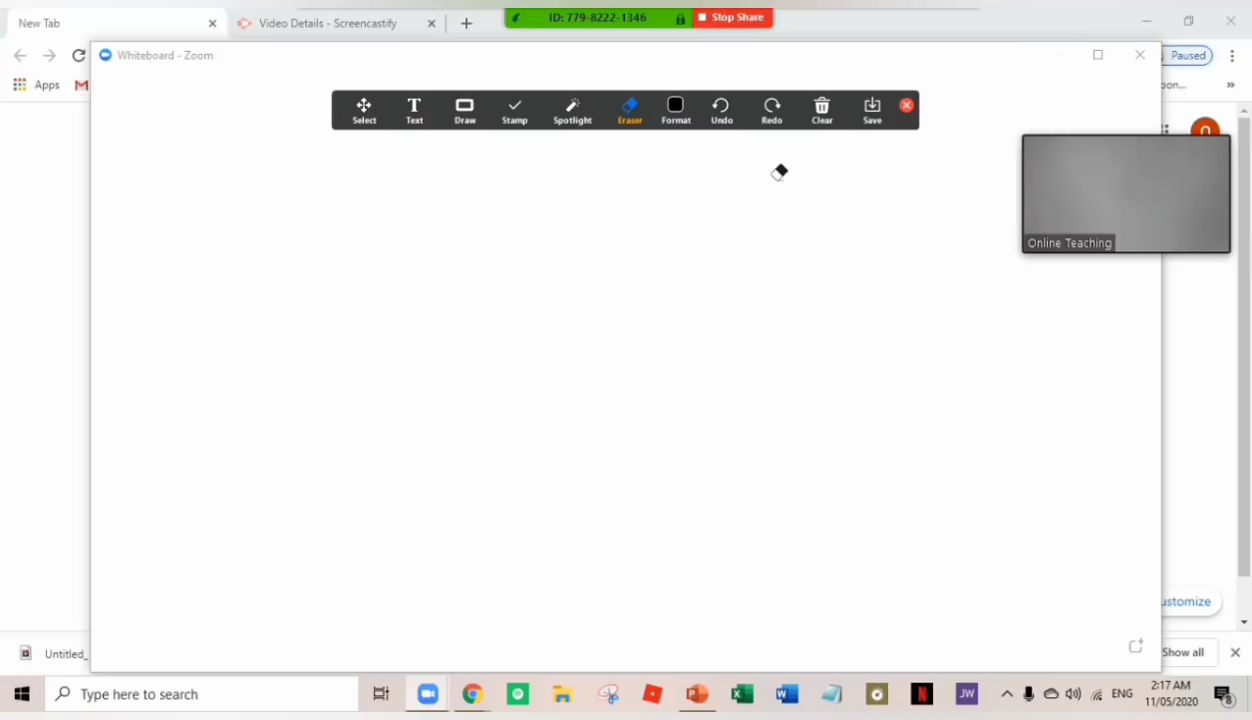 New Tab
Video Details - Screencastify
ID: 779-8222-1346
Stop Share
Whiteboard - Zoom
Paused
Apps
Select
Text
Draw
Stamp
Spotlight
Eraser
Format
Undo
Redo
Clear
Save
Online Teaching
ustomize
Untitled_
Show all
Type here to search
JW
ENG
2:17 AM
11/05/2020
8